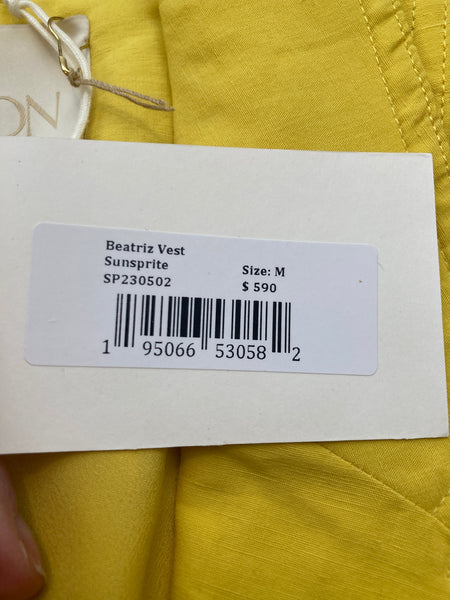 ON
Beatriz Vest
Sunsprite
SP230502
Size: M
$ 590
1 95066 53058 2